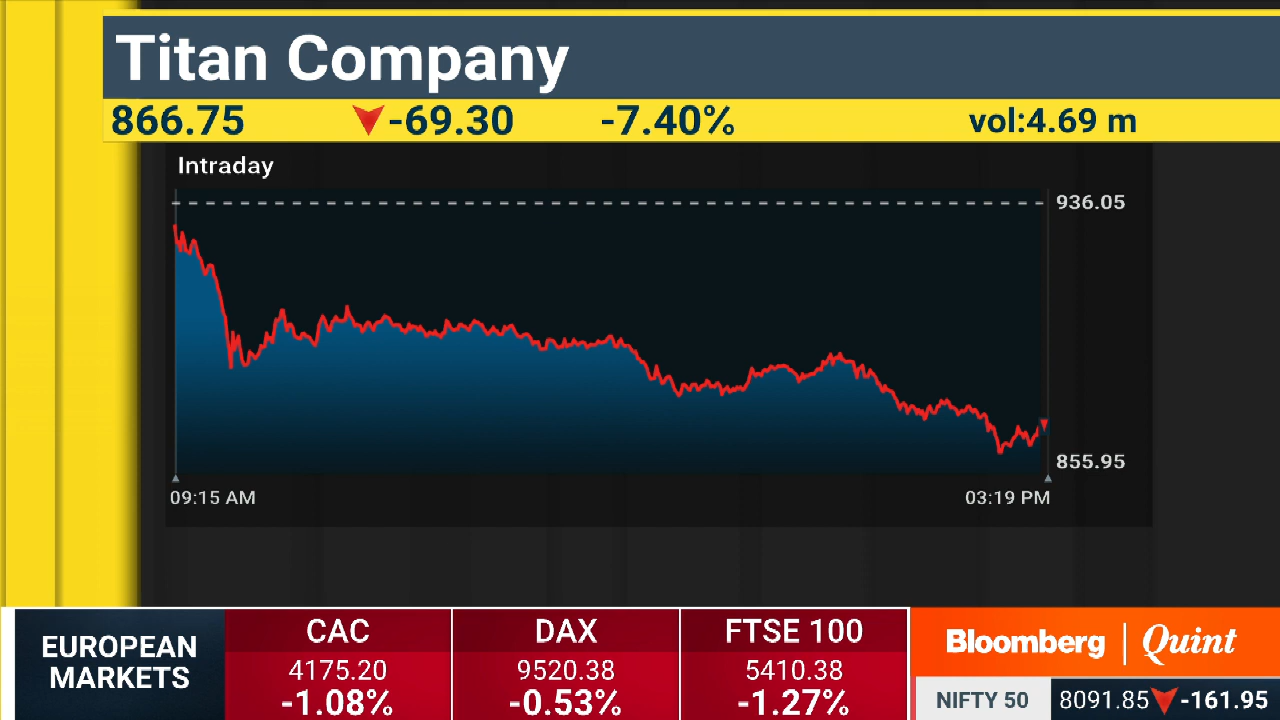 Titan Company
866.75 -69.30 -7.40% vol:4.69 m
Intraday
936.05
855.95
09:15 AM 03:19 PM
EUROPEAN
MARKETS
CAC
4175.20
-1.08%
DAX
9520.38
-0.53%
FTSE 100
5410.38
-1.27%
Bloomberg | Quint
NIFTY 50 8091.85 -161.95